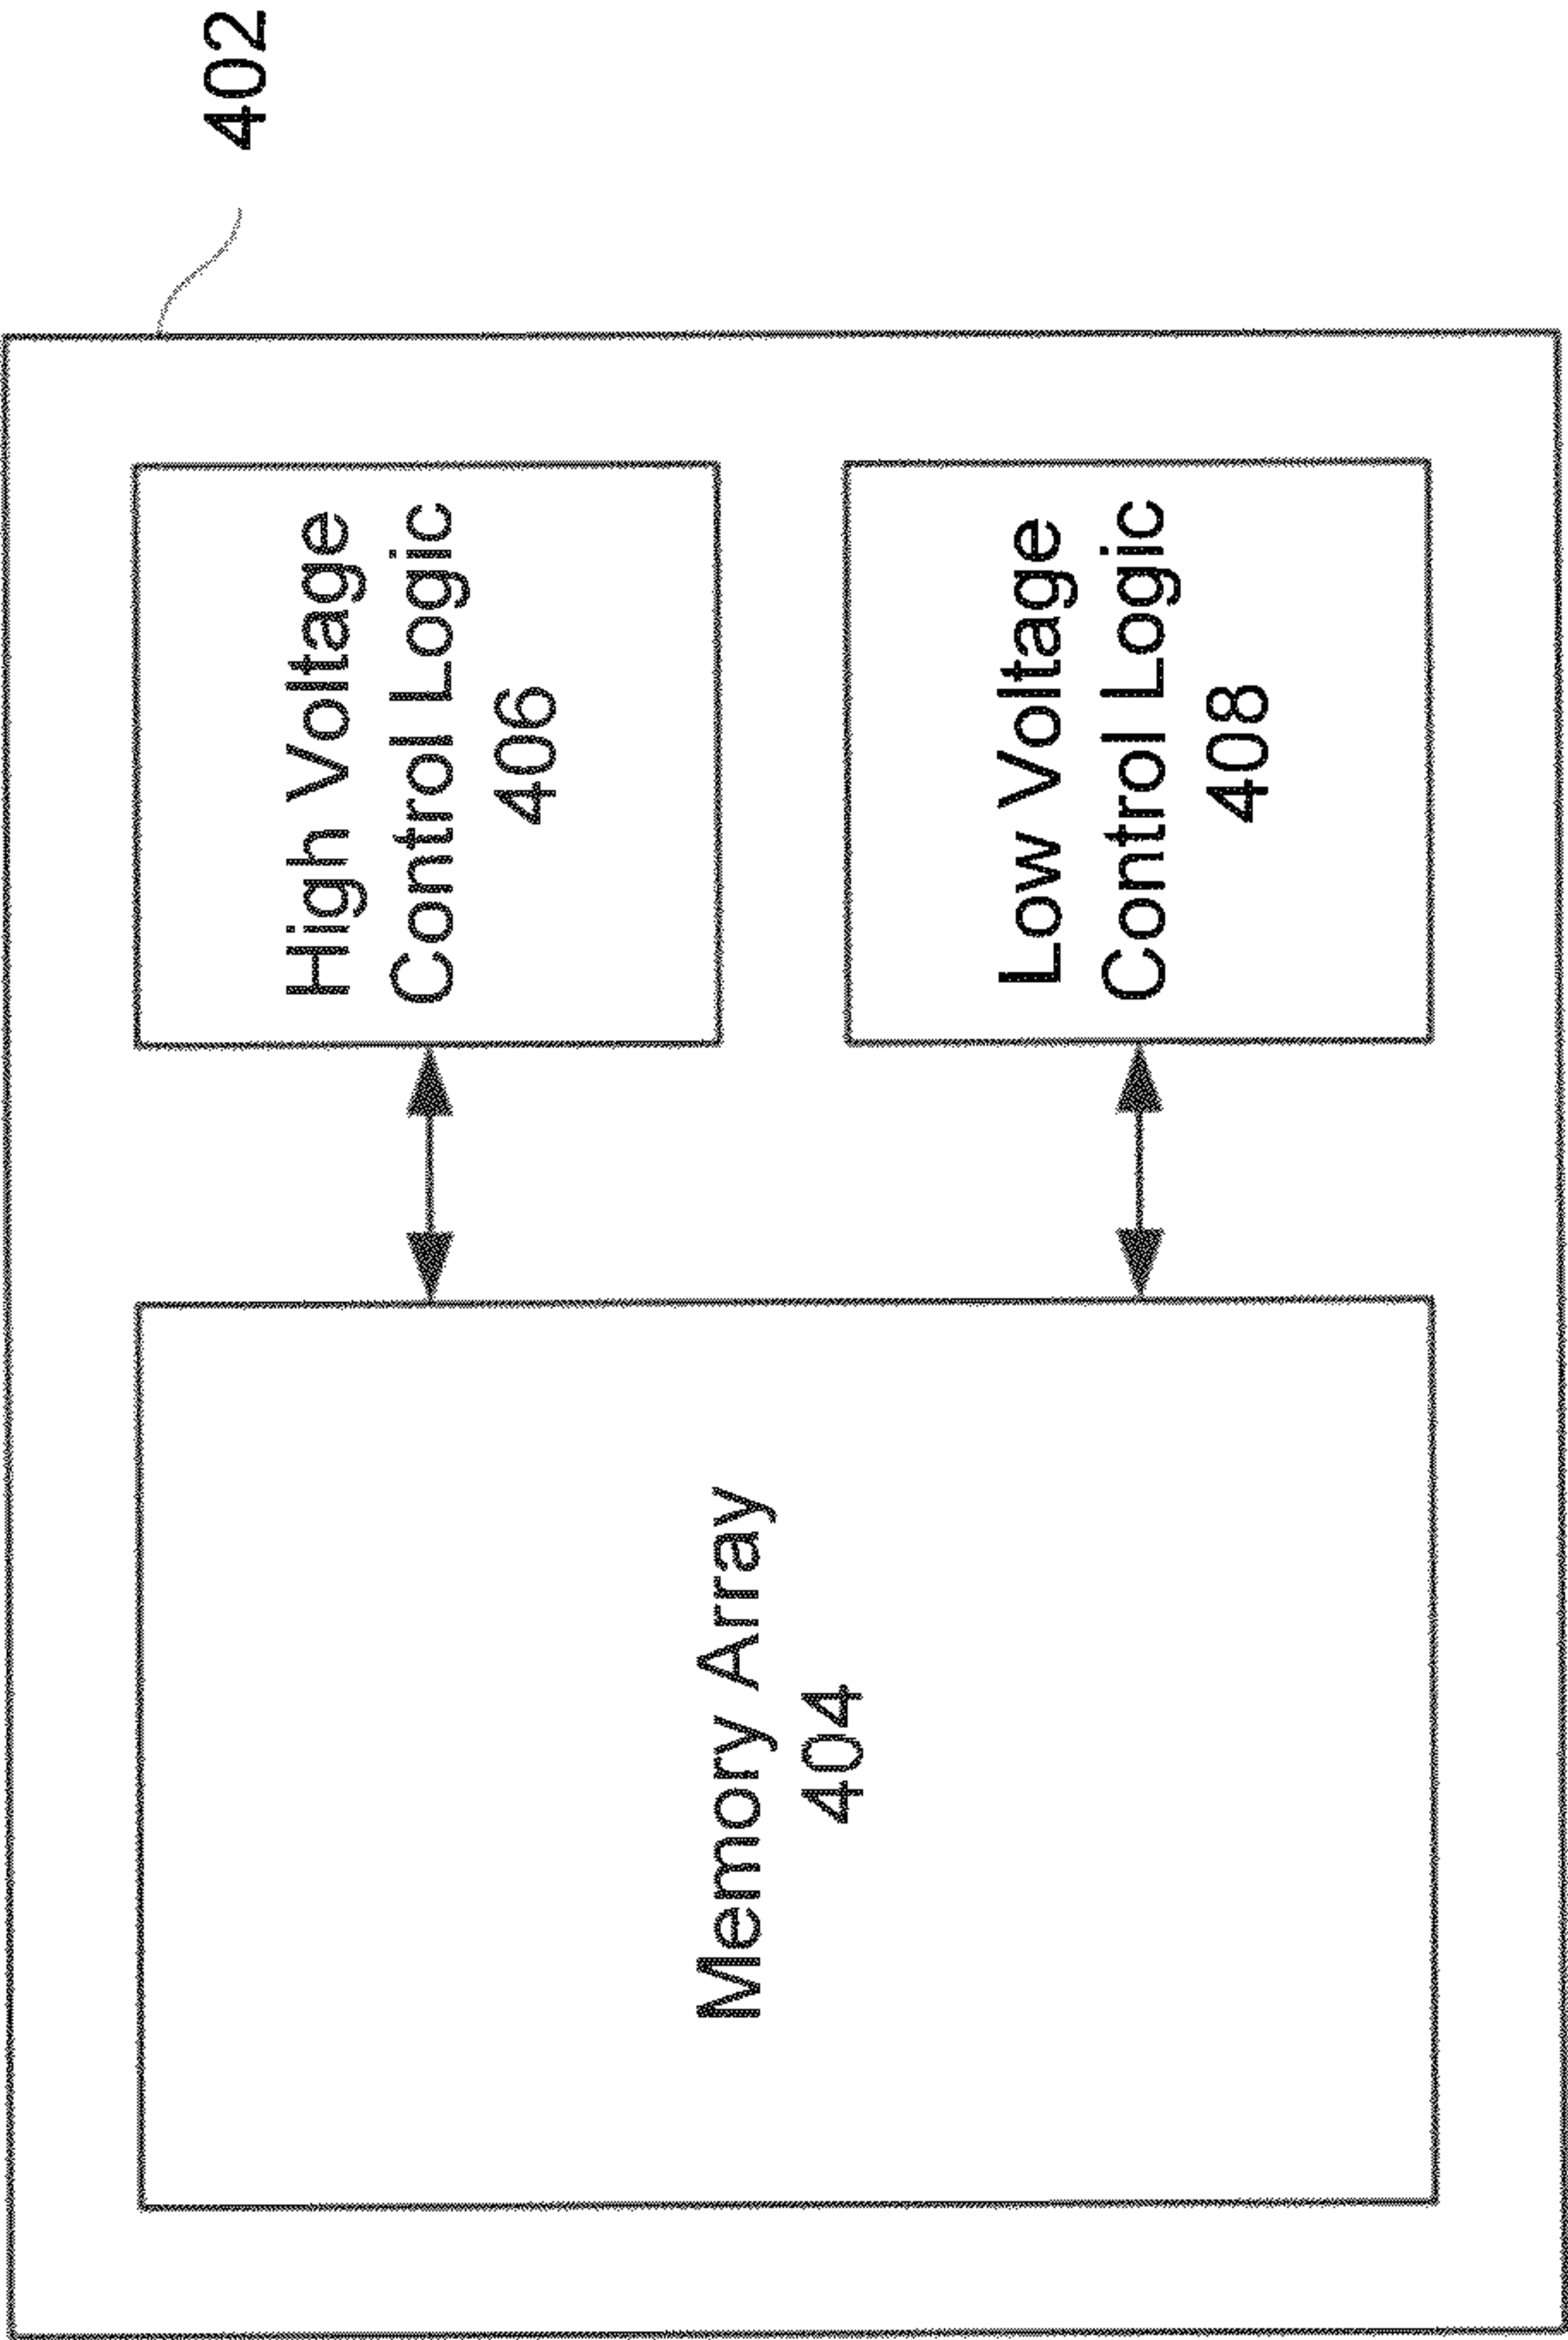 402
High Voltage
Control Logic
406
Low Voltage
Control Logic
408
Memory Array
404